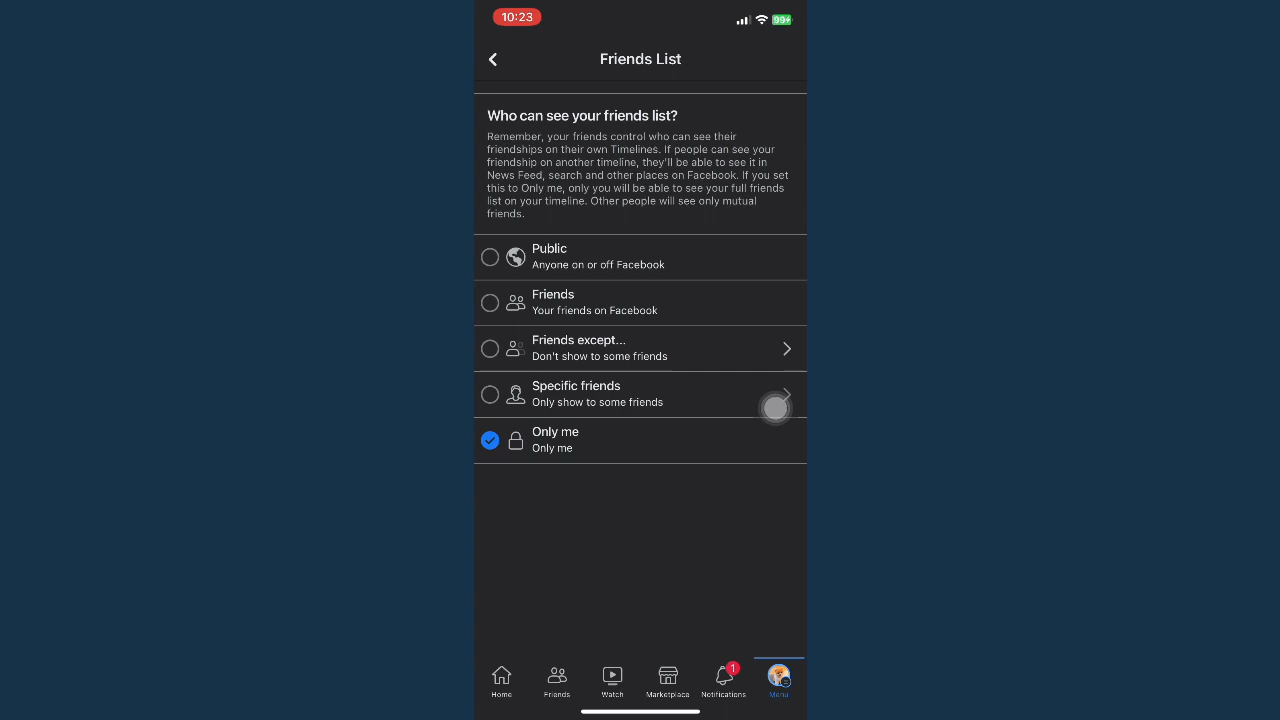 10:23
99
Friends List
Who can see your friends list?
Remember, your friends control who can see their
friendships on their own Timelines. If people can see your
friendship on another timeline, they'll be able to see it in
News Feed, search and other places on Facebook. If you set
this to Only me, only you will be able to see your full friends
list on your timeline. Other people will see only mutual
friends.
Public
Anyone on or off Facebook
Friends
Your friends on Facebook
Friends except...
Don't show to some friends
Specific friends
Only show to some friends
Only me
Only me
1
Home Friends Watch Marketplace Notifications Menu